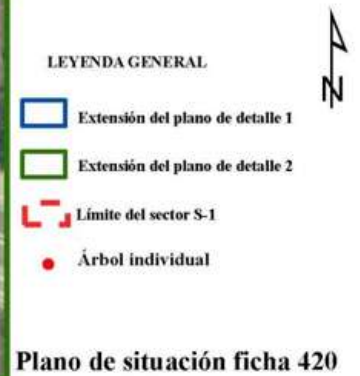 N
LEYENDA GENERAL
Extensión del plano de detalle 1
Extensión del plano de detalle 2
Límite del sector S-1
Árbol individual
Plano de situación ficha 420